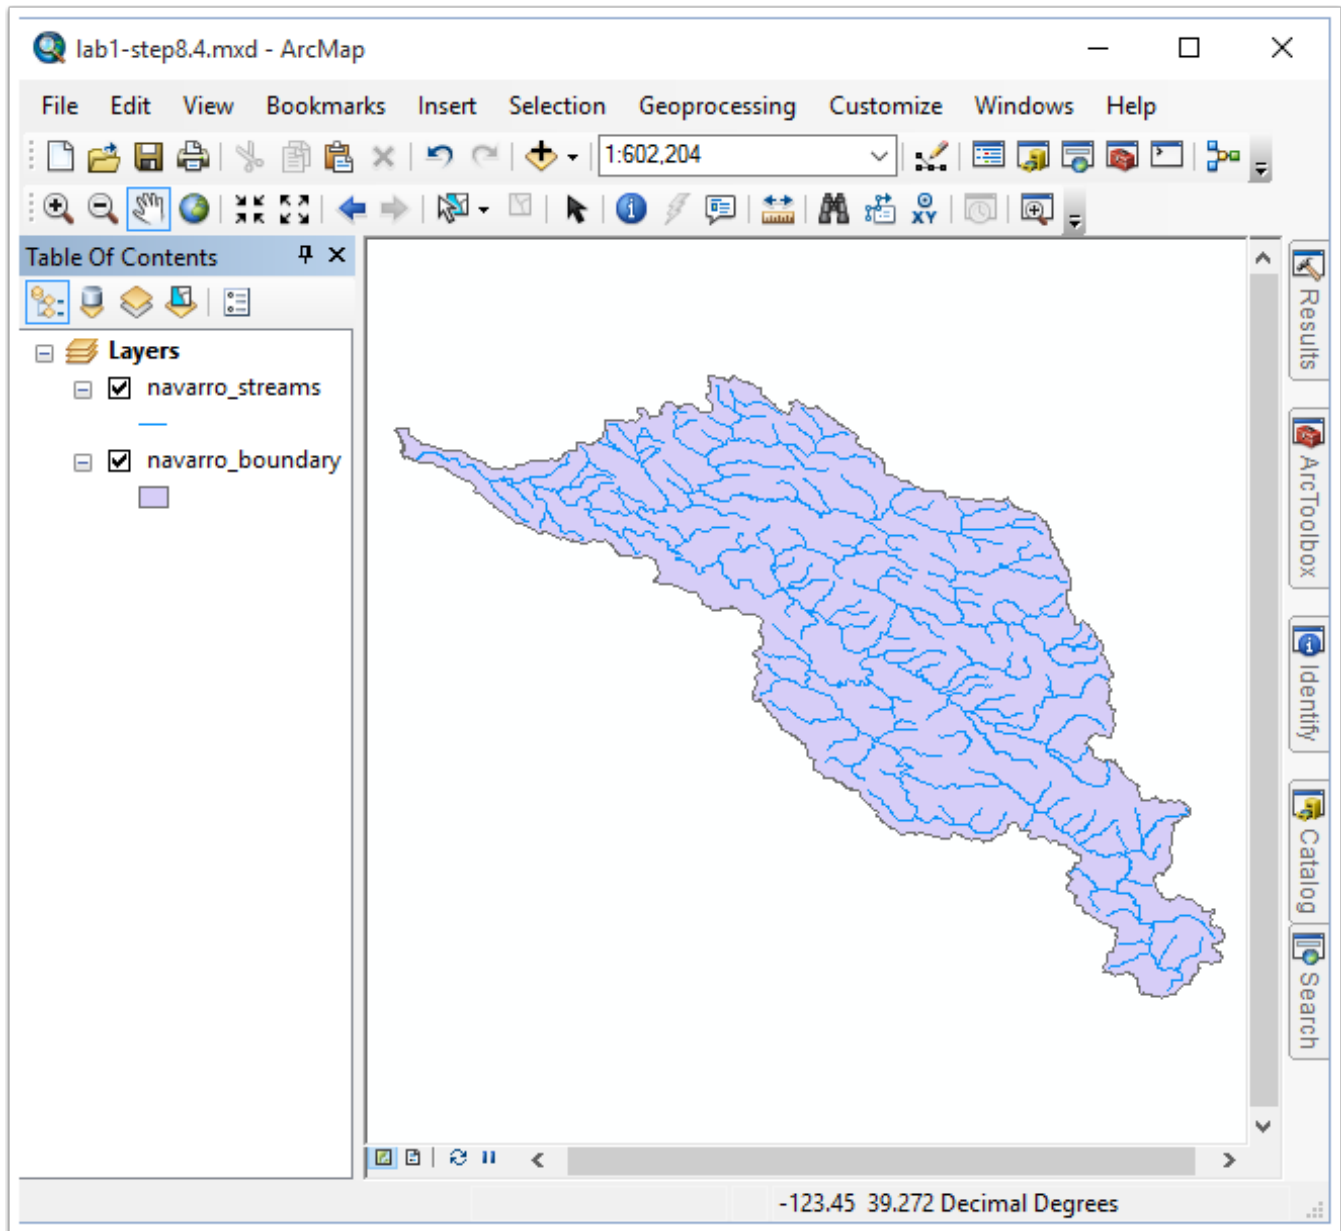 lab1-step8.4.mxd - ArcMap
File Edit View Bookmarks Insert Selection Geoprocessing Customize Windows Help
1:602,204
XY
Table Of Contents
Layers
navarro_streams
navarro_boundary
Results
ArcToolbox
Identify
Catalog
Search
-123.45 39.272 Decimal Degrees